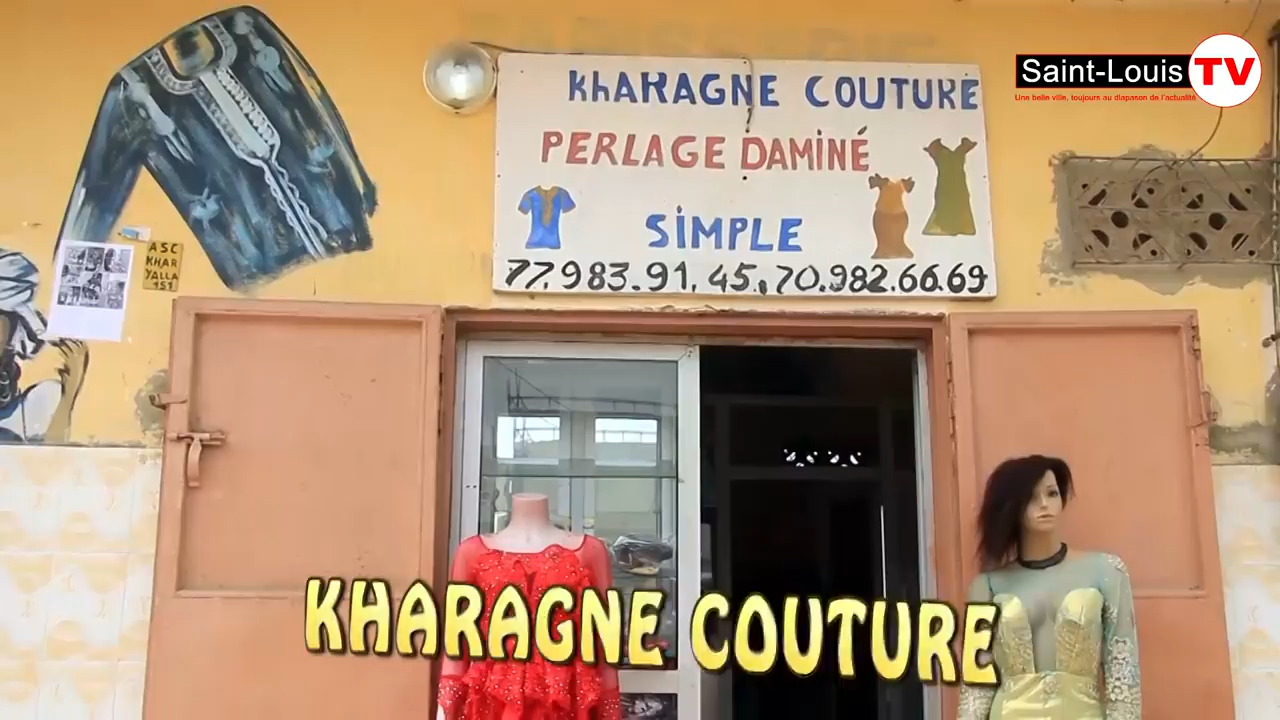 Saint-Louis TV
Une belle ville, toujours au diapason de l'actualité
KHARAGNE COUTURE
PERLAGE DAMINÉ
SIMPLE
77.983.91.45.70.982.66.69
ASC
KHAR
YALLA
151
KHARAGNE COUTURE